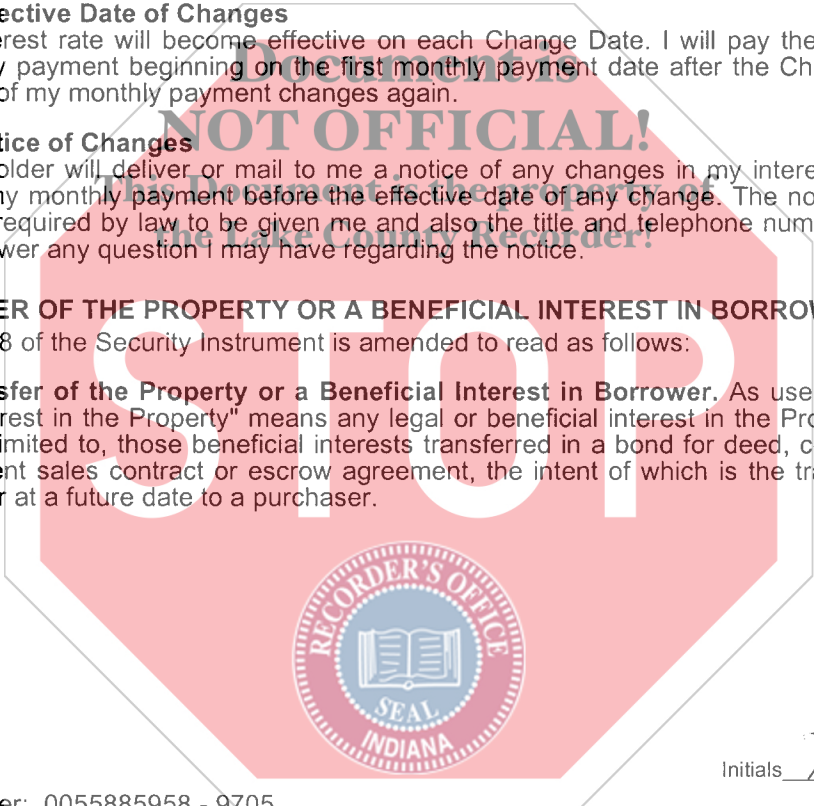 ective Date of Changes
erest rate will become effective on each Change Date. I will pay the
y payment beginning on the first monthly payment date after the Ch
of my monthly payment changes again.
Document is
NOT OFFICIAL!
This Document is the property of
the Lake County Recorder!
tice of Changes
older will deliver or mail to me a notice of any changes in my intere
ny monthly payment before the effective date of any change. The no
required by law to be given me and also the title and telephone num
wer any question I may have regarding the notice.
ER OF THE PROPERTY OR A BENEFICIAL INTEREST IN BORROW
8 of the Security Instrument is amended to read as follows:
STOP
sfer of the Property or a Beneficial Interest in Borrower. As use
rest in the Property" means any legal or beneficial interest in the Pro
imited to, those beneficial interests transferred in a bond for deed, c
ent sales contract or escrow agreement, the intent of which is the tra
r at a future date to a purchaser.
RECORDER'S OFFICE
SEAL
INDIANA
Initials
er: 0055885958 - 9705